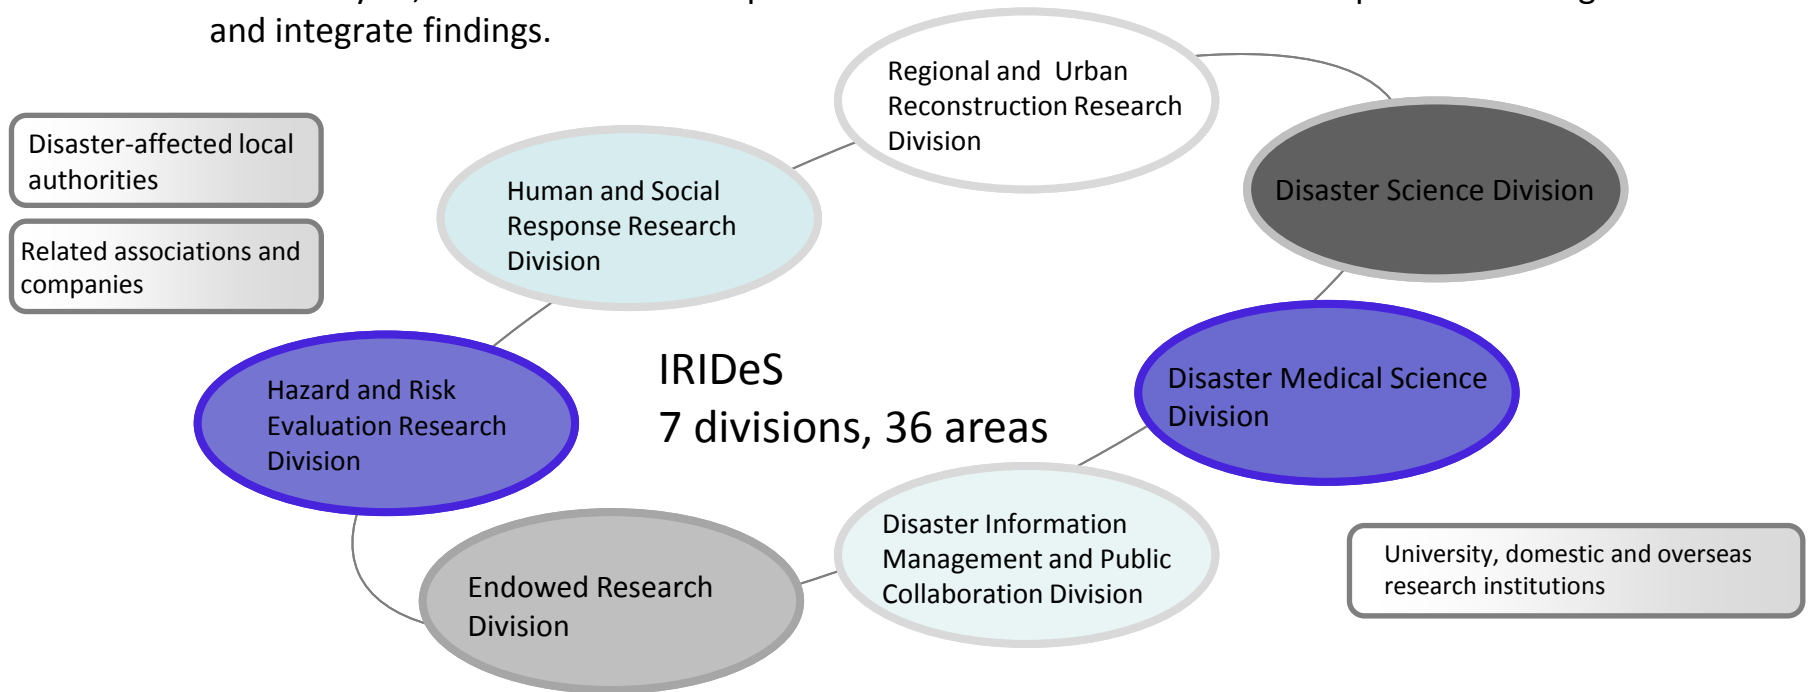 and integrate findings.
Regional and Urban
Reconstruction Research
Division
Disaster-affected local
authorities
Human and Social
Response Research
Division
Disaster Science Division
Related associations and
companies
IRIDeS
7 divisions, 36 areas
Hazard and Risk
Evaluation Research
Division
Disaster Medical Science
Division
Disaster Information
Management and Public
Collaboration Division
Endowed Research
Division
University, domestic and overseas
research institutions